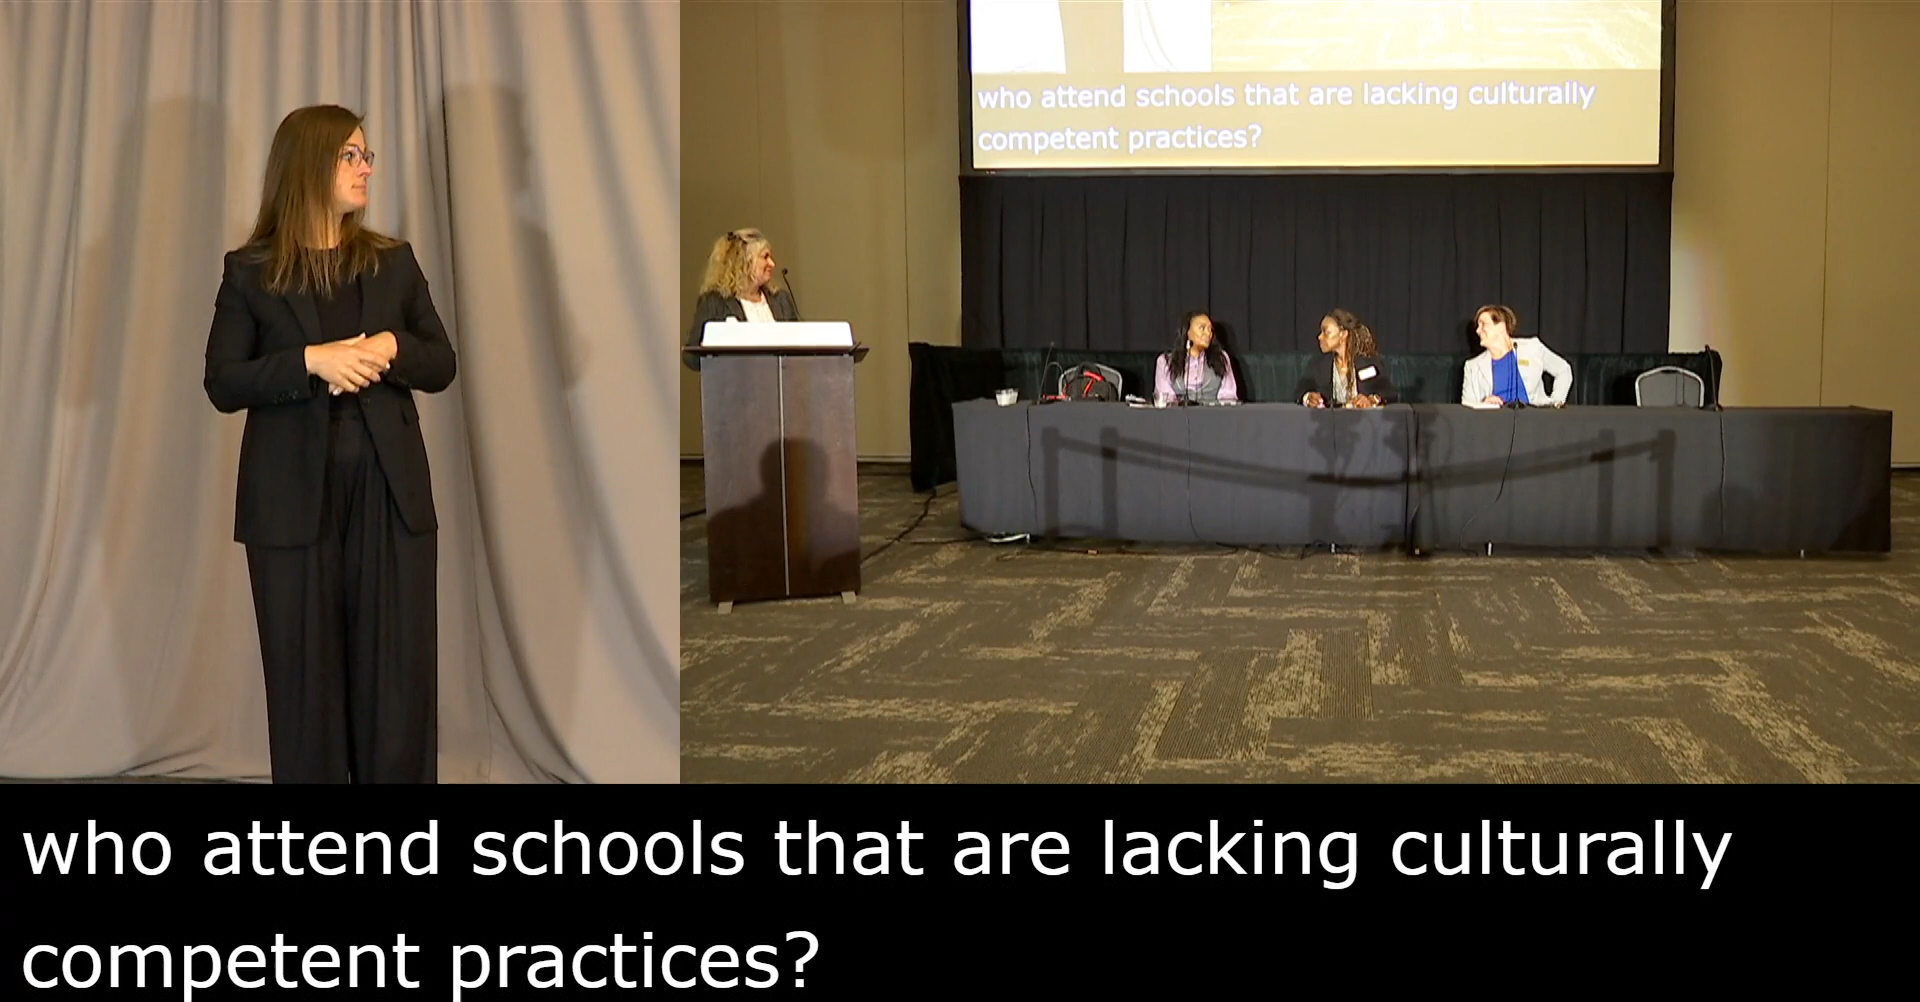 who attend schools that are lacking culturally
competent practices?
who attend schools that are lacking culturally
competent practices?